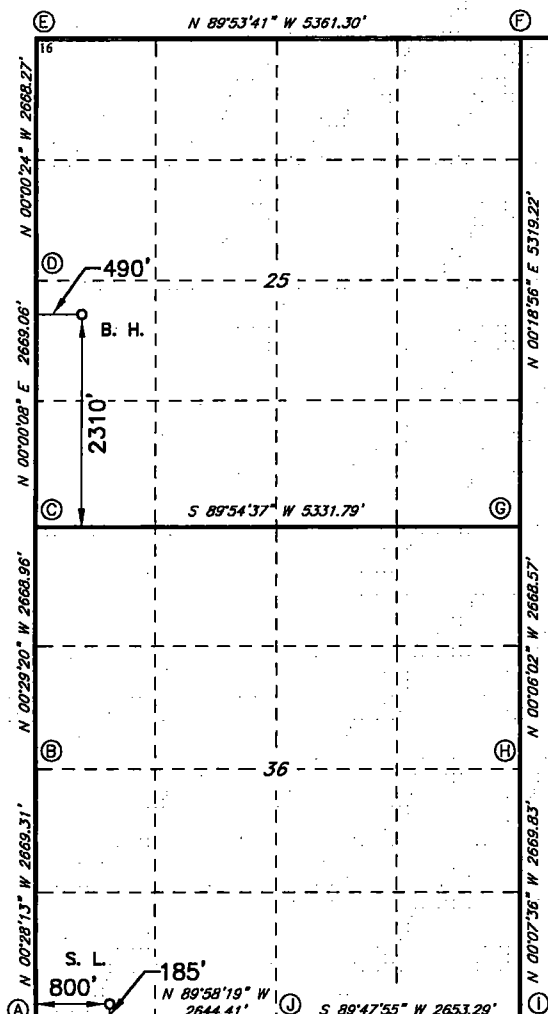 E
N 89°53'41" W 5361.30'
F
16
N 00°00'24" W 2668.27'
N 00°18'56" E 5319.22'
D
490'
25
B. H.
N 00°00'08" E 2669.06'
2310'
C
S 89°54'37" W 5331.79'
G
N 00°29'20" W 2668.96'
N 00°06'02" W 2668.57'
B
36
H
N 00°28'13" W 2669.31'
N 00°07'36" W 2669.83'
S. L.
800'
185'
A
N 89°58'19" W
2644.41'
J
S 89°47'55" W 2653.29'
I